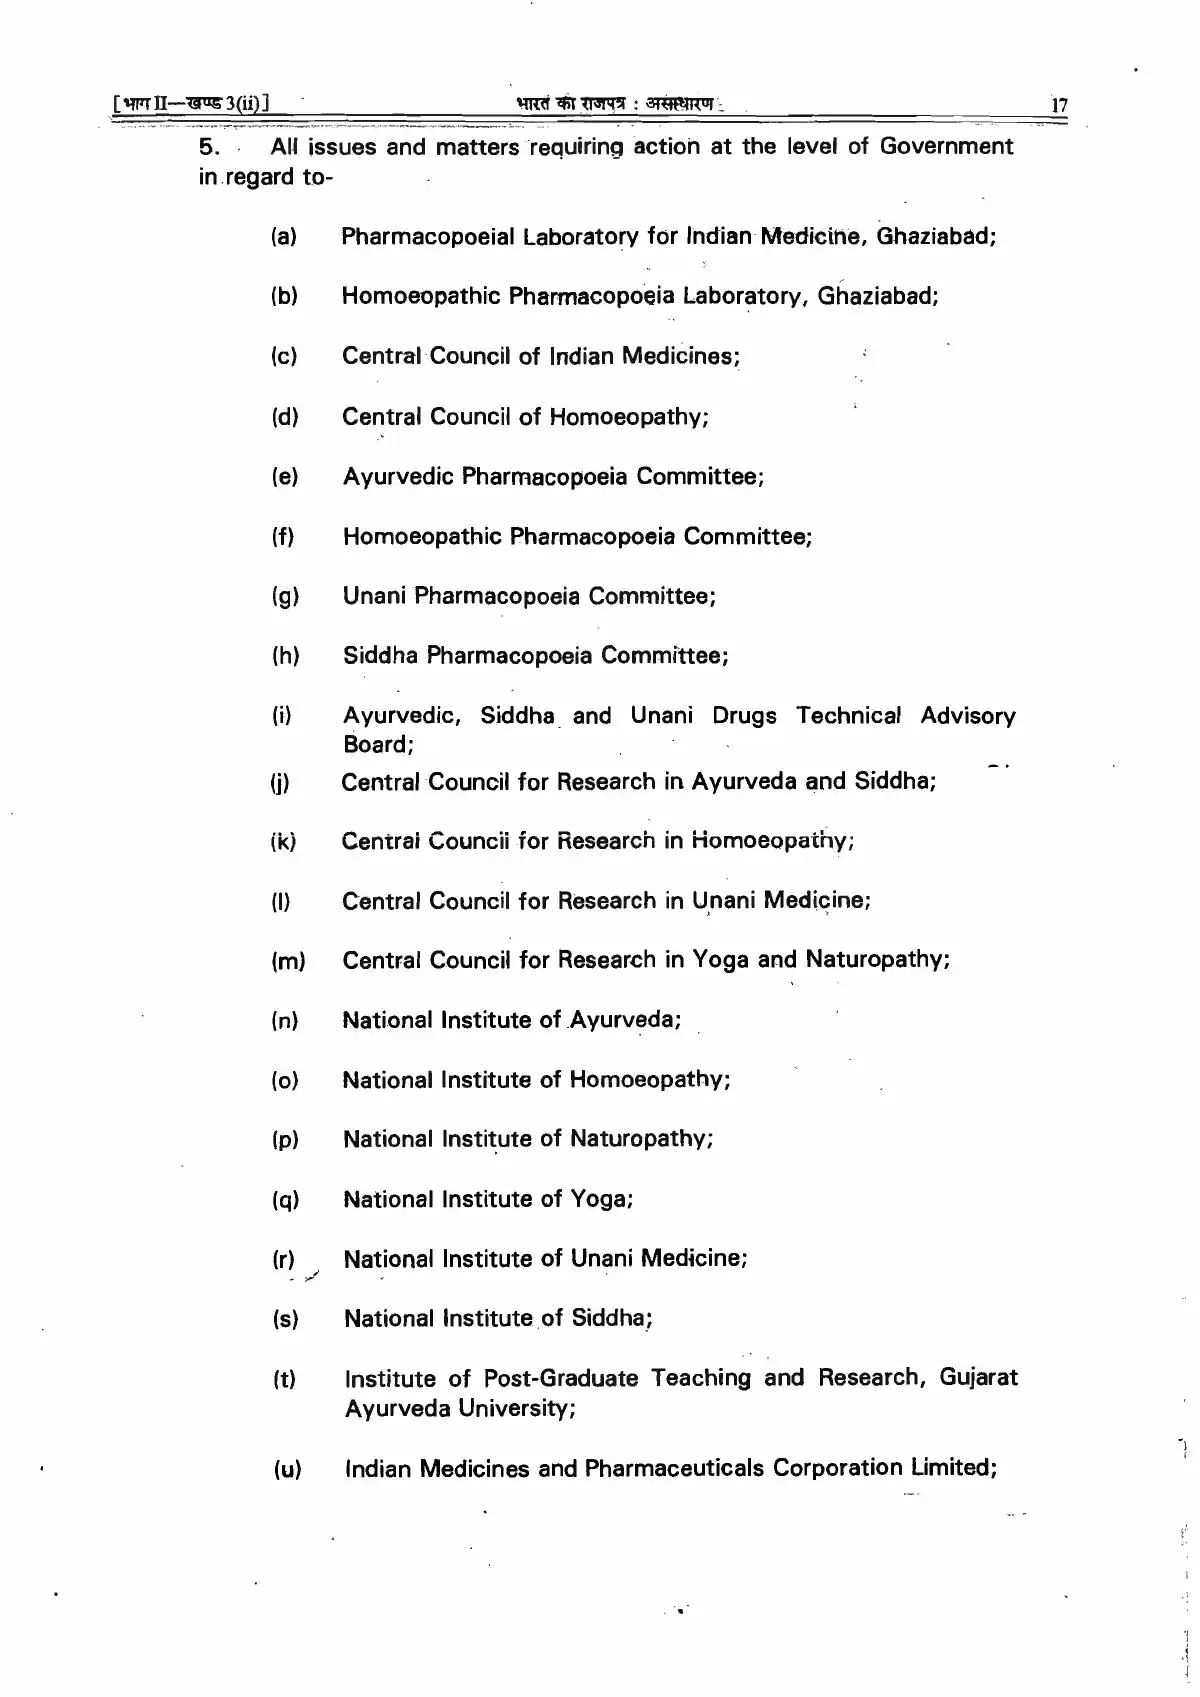 [ भाग II—खण्ड 3(ii) ] भारत का राजपत्र : असाधारण 17
5. All issues and matters requiring action at the level of Government
in regard to-
(a) Pharmacopoeial Laboratory for Indian Medicine, Ghaziabad;
(b) Homoeopathic Pharmacopoeia Laboratory, Ghaziabad;
(c) Central Council of Indian Medicines;
(d) Central Council of Homoeopathy;
(e) Ayurvedic Pharmacopoeia Committee;
(f) Homoeopathic Pharmacopoeia Committee;
(g) Unani Pharmacopoeia Committee;
(h) Siddha Pharmacopoeia Committee;
(i) Ayurvedic, Siddha and Unani Drugs Technical Advisory
Board;
(j) Central Council for Research in Ayurveda and Siddha;
(k) Central Council for Research in Homoeopathy;
(l) Central Council for Research in Unani Medicine;
(m) Central Council for Research in Yoga and Naturopathy;
(n) National Institute of Ayurveda;
(o) National Institute of Homoeopathy;
(p) National Institute of Naturopathy;
(q) National Institute of Yoga;
(r) National Institute of Unani Medicine;
(s) National Institute of Siddha;
(t) Institute of Post-Graduate Teaching and Research, Gujarat
Ayurveda University;
(u) Indian Medicines and Pharmaceuticals Corporation Limited;